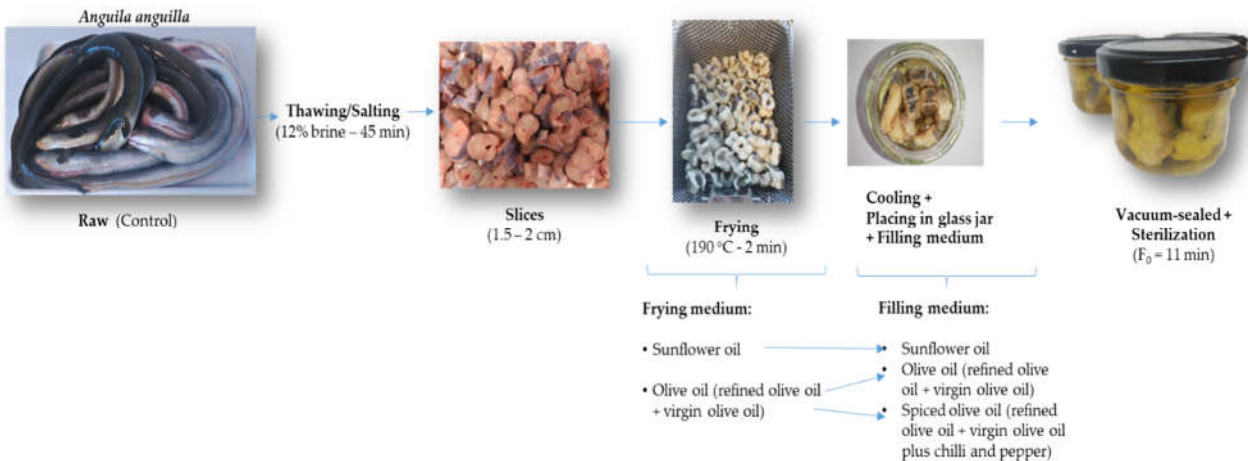 Anguila anguilla
Raw (Control)
Thawing/Salting
(12% brine – 45 min)
Slices
(1.5 – 2 cm)
Frying
(190 °C - 2 min)
Cooling +
Placing in glass jar
+ Filling medium
Vacuum-sealed +
Sterilization
(F₀ = 11 min)
Frying medium:
• Sunflower oil
• Olive oil (refined olive oil
+ virgin olive oil)
Filling medium:
• Sunflower oil
• Olive oil (refined olive
oil + virgin olive oil)
• Spiced olive oil (refined
olive oil + virgin olive oil
plus chilli and pepper)